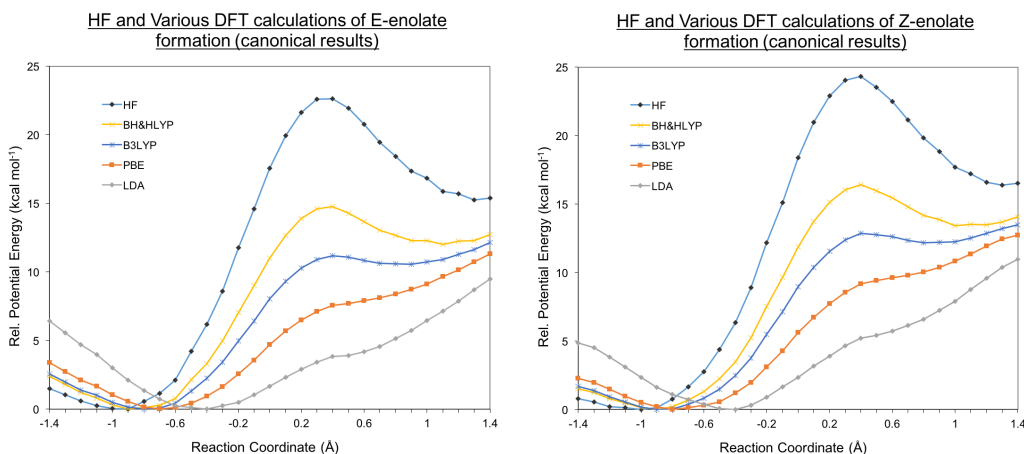 HF and Various DFT calculations of E-enolate
formation (canonical results)
25
20
15
10
5
0
Rel. Potential Energy (kcal mol⁻¹)
HF
BH&HLYP
B3LYP
PBE
LDA
-1.4 -1 -0.6 -0.2 0.2 0.6 1 1.4
Reaction Coordinate (Å)
HF and Various DFT calculations of Z-enolate
formation (canonical results)
25
20
15
10
5
0
Rel. Potential Energy (kcal mol⁻¹)
HF
BH&HLYP
B3LYP
PBE
LDA
-1.4 -1 -0.6 -0.2 0.2 0.6 1 1.4
Reaction Coordinate (Å)